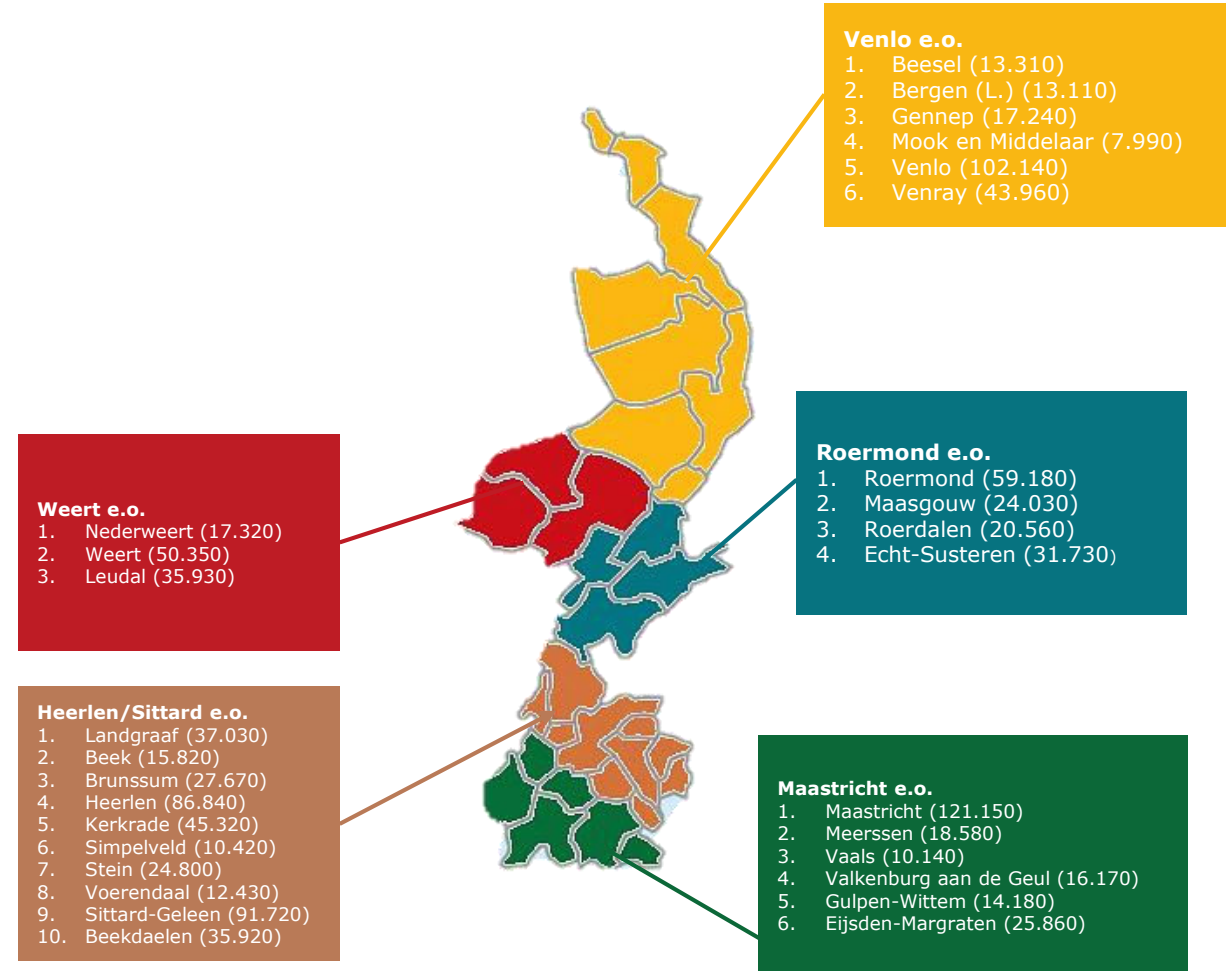 Venlo e.o.
1. Beesel (13.310)
2. Bergen (L.) (13.110)
3. Gennep (17.240)
4. Mook en Middelaar (7.990)
5. Venlo (102.140)
6. Venray (43.960)
Roermond e.o.
1. Roermond (59.180)
2. Maasgouw (24.030)
3. Roerdalen (20.560)
4. Echt-Susteren (31.730)
Weert e.o.
1. Nederweert (17.320)
2. Weert (50.350)
3. Leudal (35.930)
Heerlen/Sittard e.o.
1. Landgraaf (37.030)
2. Beek (15.820)
3. Brunssum (27.670)
4. Heerlen (86.840)
5. Kerkrade (45.320)
6. Simpelveld (10.420)
7. Stein (24.800)
8. Voerendaal (12.430)
9. Sittard-Geleen (91.720)
10. Beekdaelen (35.920)
Maastricht e.o.
1. Maastricht (121.150)
2. Meerssen (18.580)
3. Vaals (10.140)
4. Valkenburg aan de Geul (16.170)
5. Gulpen-Wittem (14.180)
6. Eijsden-Margraten (25.860)